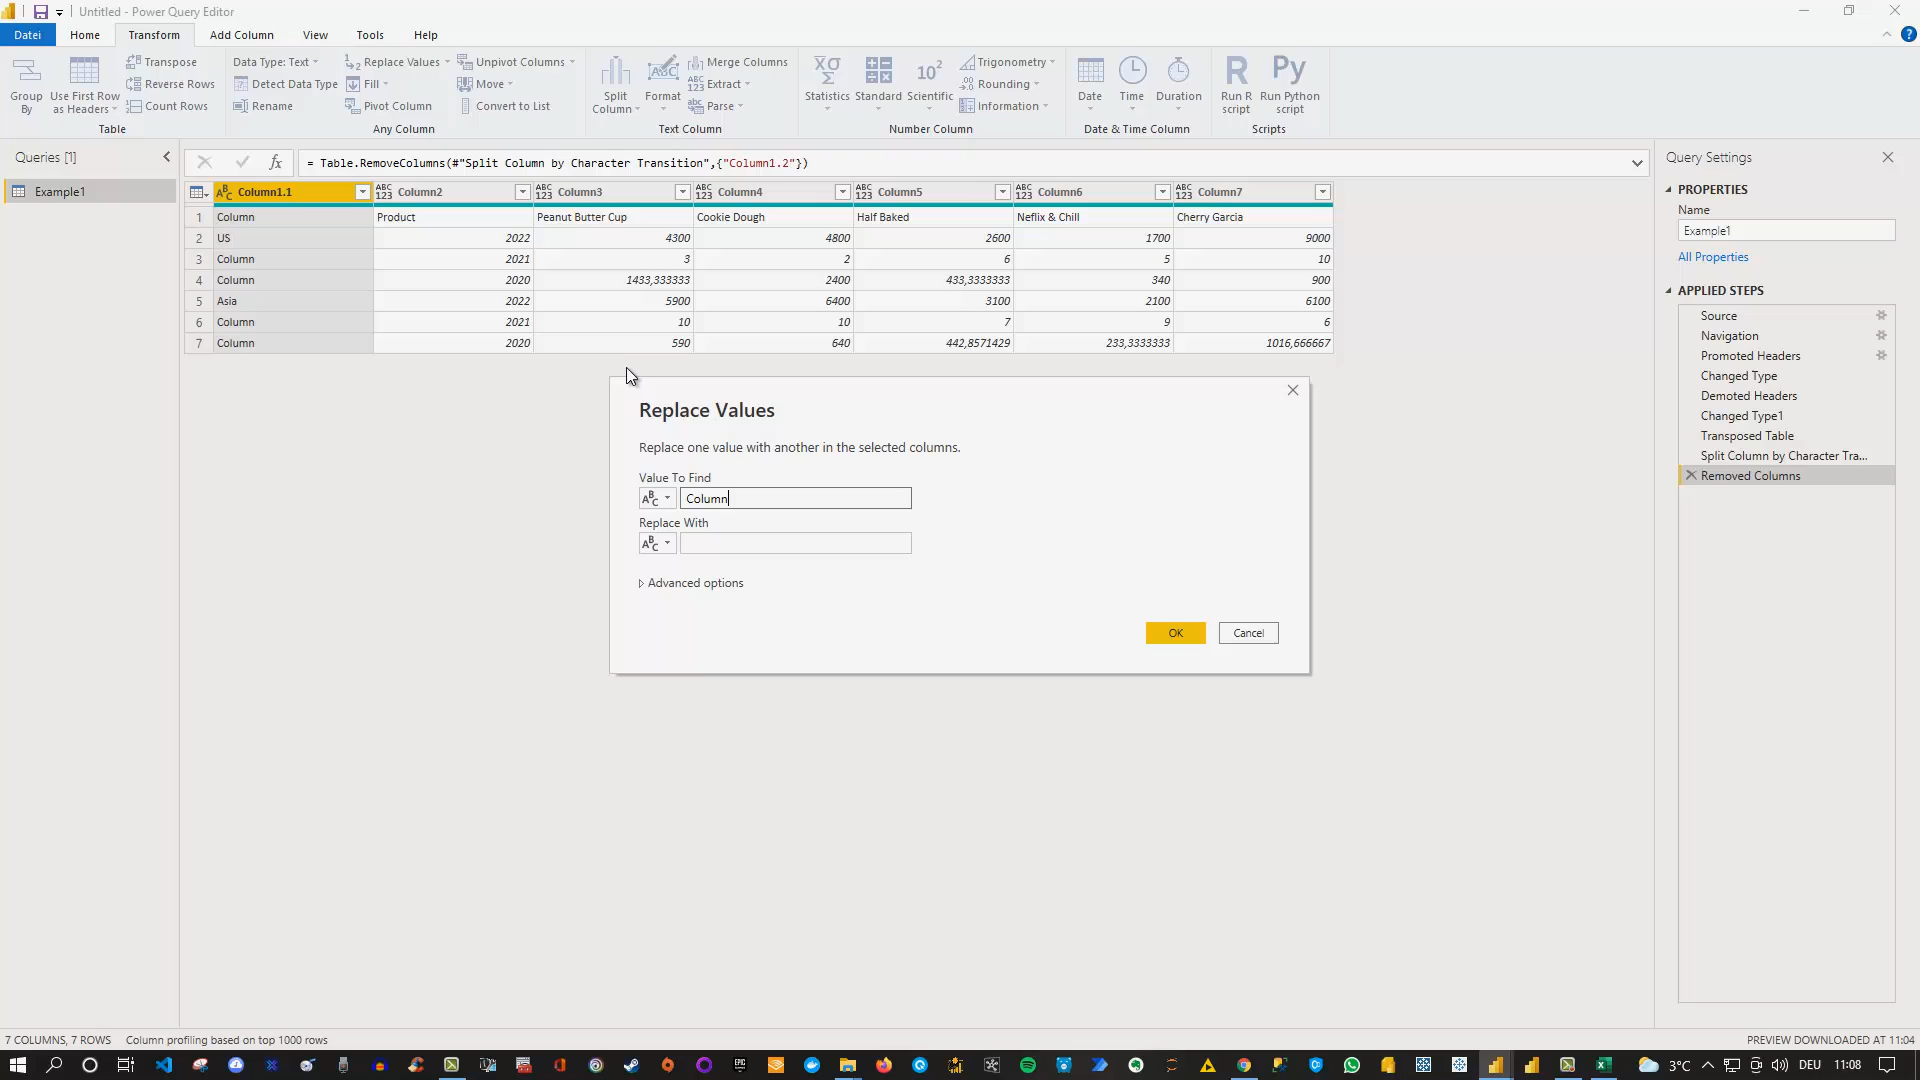 Untitled - Power Query Editor
Datei Home Transform Add Column View Tools Help
Group By
Use First Row as Headers
Transpose
Reverse Rows
Count Rows
Table
Data Type: Text
Detect Data Type
Rename
Replace Values
Fill
Pivot Column
Unpivot Columns
Move
Convert to List
Any Column
Split Column
Format
Merge Columns
Extract
Parse
Text Column
Statistics
Standard
Scientific
Trigonometry
Rounding
Information
Number Column
Date
Time
Duration
Date & Time Column
Run R script
Run Python script
Scripts
Queries [1]
Example1
= Table.RemoveColumns(#"Split Column by Character Transition",{"Column1.2"})
Column1.1 Column2 Column3 Column4 Column5 Column6 Column7
1 Column Product Peanut Butter Cup Cookie Dough Half Baked Neflix & Chill Cherry Garcia
2 US 2022 4300 4800 2600 1700 9000
3 Column 2021 3 2 6 5 10
4 Column 2020 1433,333333 2400 433,3333333 340 900
5 Asia 2022 5900 6400 3100 2100 6100
6 Column 2021 10 10 7 9 6
7 Column 2020 590 640 442,8571429 233,3333333 1016,666667
Replace Values
Replace one value with another in the selected columns.
Value To Find
Column
Replace With
Advanced options
OK
Cancel
Query Settings
PROPERTIES
Name
Example1
All Properties
APPLIED STEPS
Source
Navigation
Promoted Headers
Changed Type
Demoted Headers
Changed Type1
Transposed Table
Split Column by Character Tra...
Removed Columns
7 COLUMNS, 7 ROWS Column profiling based on top 1000 rows
PREVIEW DOWNLOADED AT 11:04
3°C DEU 11:08